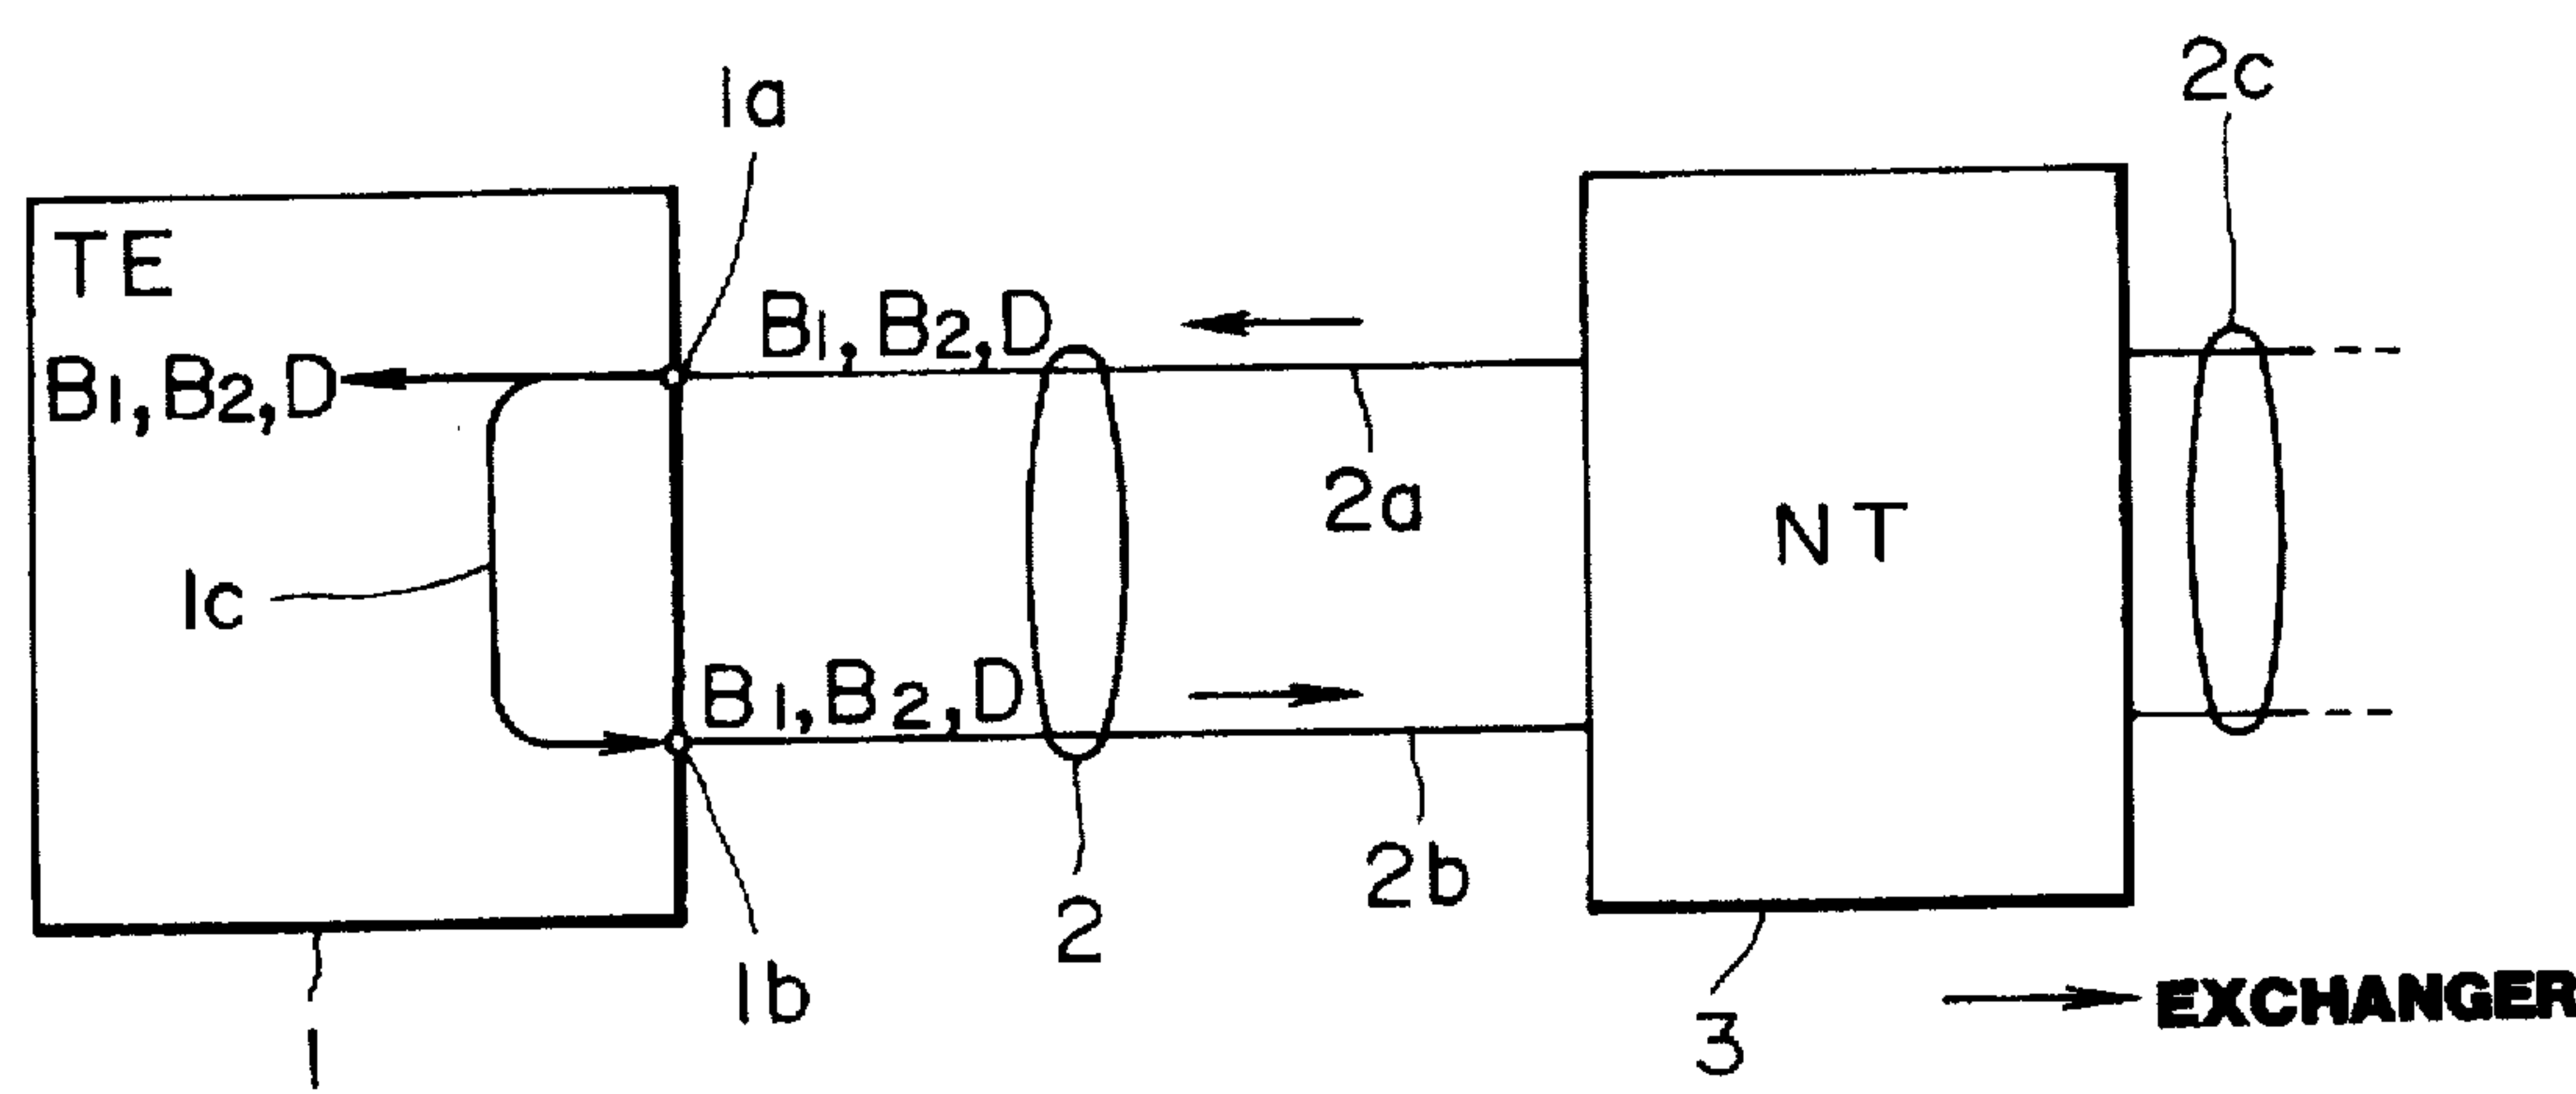 2c
1a
TE
B1, B2, D
B1, B2, D
2a
NT
1c
B1, B2, D
2b
2
1b
3
EXCHANGER
1